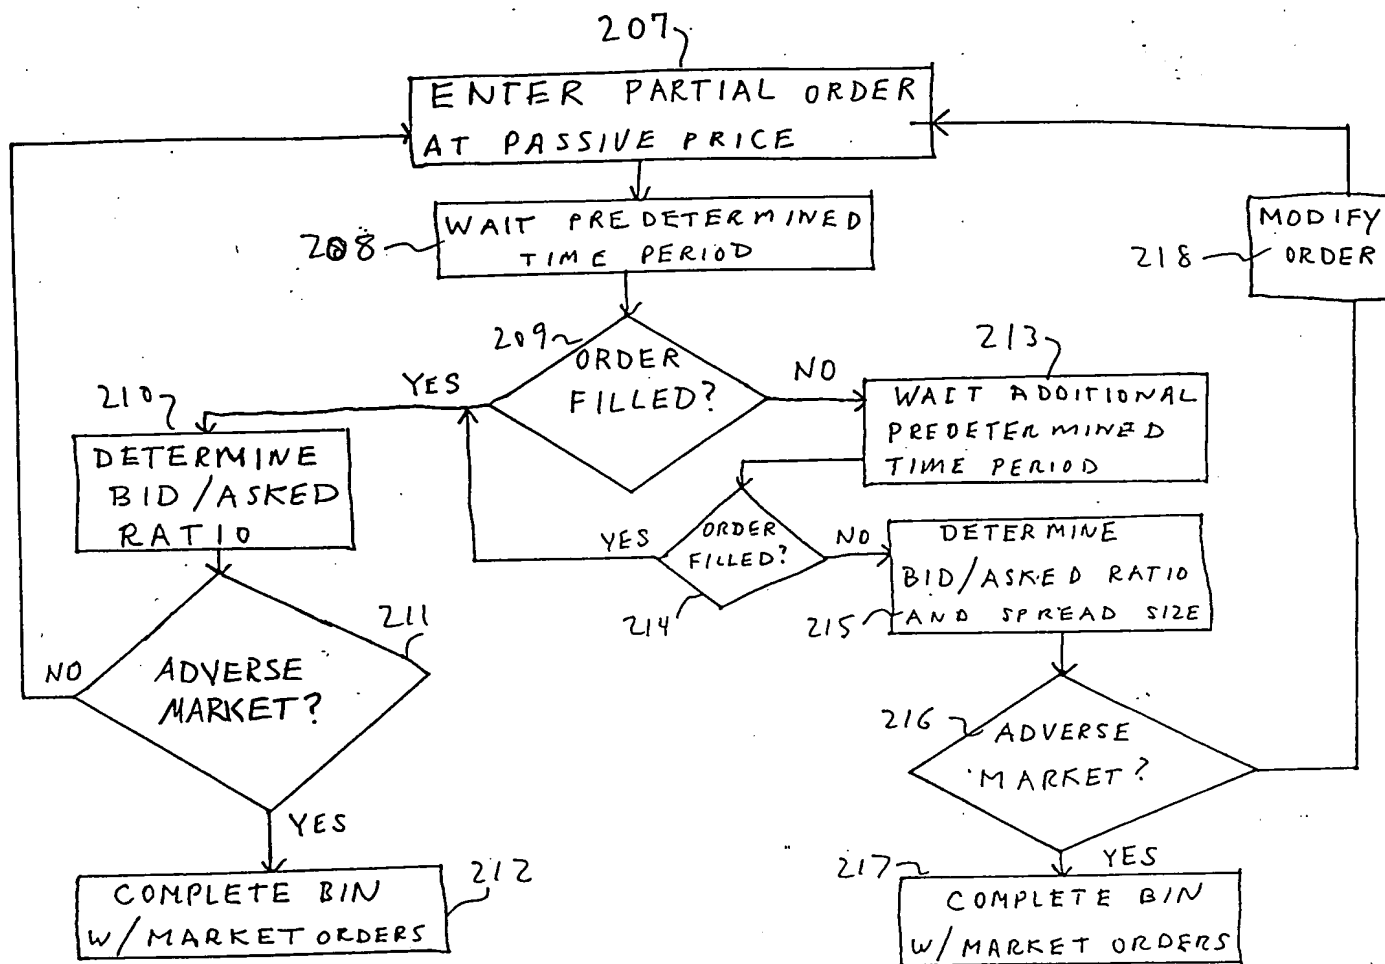 207
ENTER PARTIAL ORDER
AT PASSIVE PRICE
WAIT PREDETERMINED
TIME PERIOD
208
MODIFY
ORDER
218
209
ORDER
FILLED?
YES
NO
213
WAIT ADDITIONAL
PREDETERMINED
TIME PERIOD
210
DETERMINE
BID/ASKED
RATIO
ORDER
FILLED?
YES
NO
214
DETERMINE
BID/ASKED RATIO
AND SPREAD SIZE
215
211
ADVERSE
MARKET?
NO
YES
216
ADVERSE
MARKET?
YES
212
COMPLETE BIN
W/MARKET ORDERS
217
COMPLETE BIN
W/MARKET ORDERS